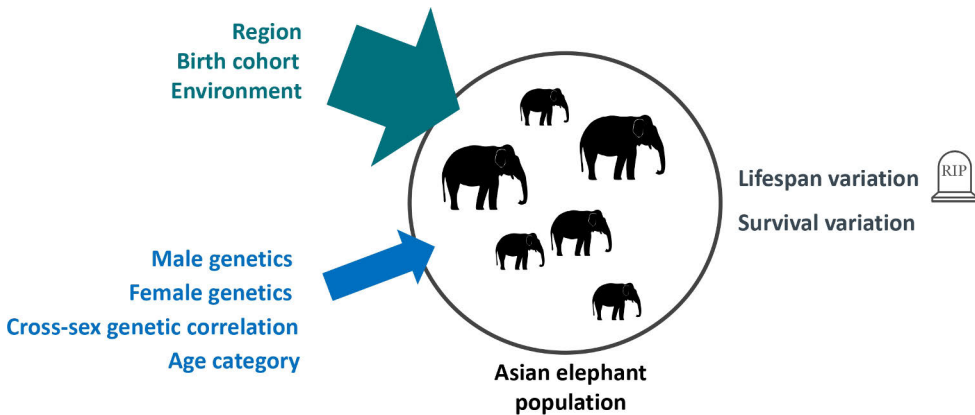 Region
Birth cohort
Environment
Lifespan variation
RIP
Survival variation
Male genetics
Female genetics
Cross-sex genetic correlation
Age category
Asian elephant
population